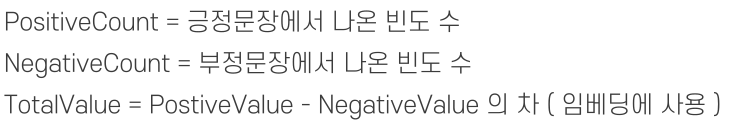 PositiveCount = 긍정문장에서 나온 빈도 수
NegativeCount = 부정문장에서 나온 빈도 수
TotalValue = PostiveValue - NegativeValue 의 차 ( 임베딩에 사용 )